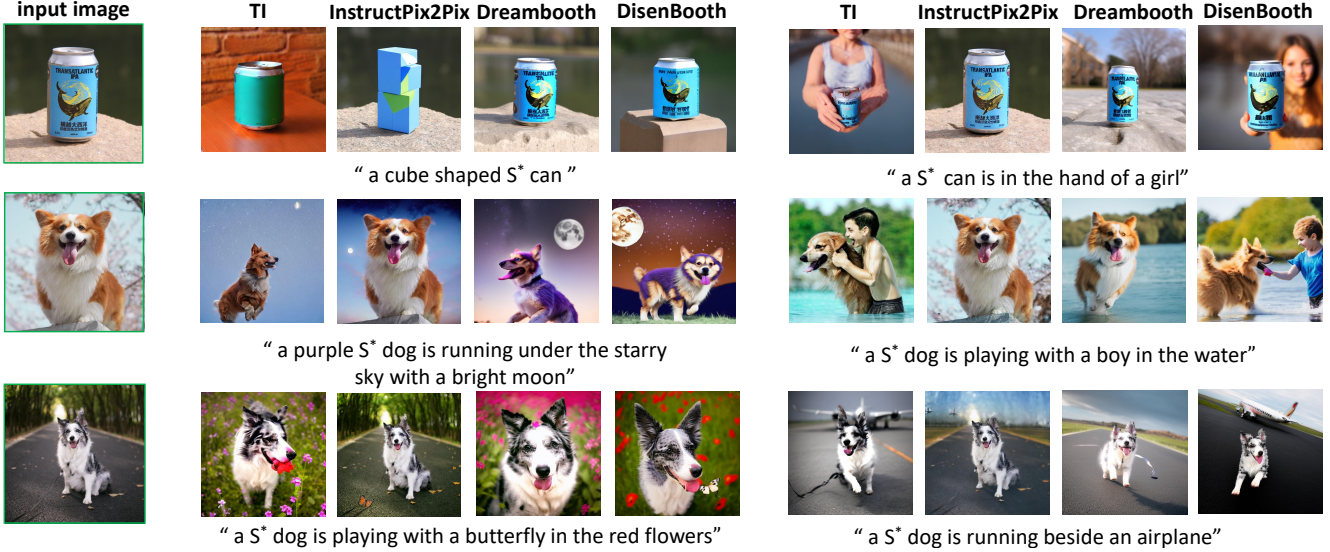 input image
TI InstructPix2Pix Dreambooth DisenBooth
TI InstructPix2Pix Dreambooth DisenBooth
TRANSATLANTIC
IPA
“ a cube shaped S* can ”
“ a S* can is in the hand of a girl”
“ a purple S* dog is running under the starry
sky with a bright moon”
“ a S* dog is playing with a boy in the water”
“ a S* dog is playing with a butterfly in the red flowers”
“ a S* dog is running beside an airplane”